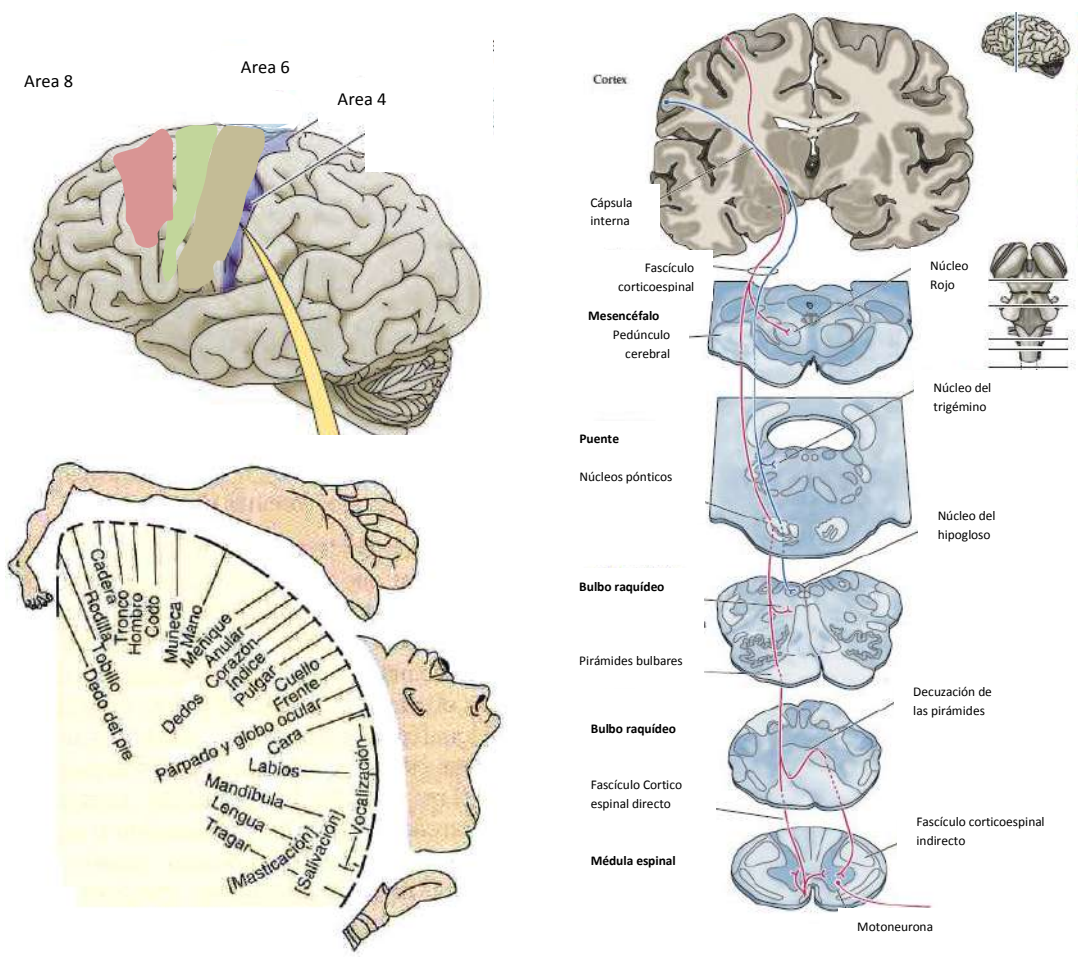 Area 8
Area 6
Area 4
Cadera
Rodilla
Tobillo
Dedo del pie
Tronco
Hombro
Codo
Muñeca
Mano
Meñique
Anular
Corazón
Índice
Pulgar
Dedos
Cuello
Frente
Párpado y globo ocular
Cara
Labios
Vocalización
Mandíbula
Lengua
Tragar
[Masticación]
[Salivación]
Cortex
Cápsula
interna
Fascículo
corticoespinal
Núcleo
Rojo
Mesencéfalo
Pedúnculo
cerebral
Núcleo del
trigémino
Puente
Núcleos pónticos
Núcleo del
hipogloso
Bulbo raquídeo
Pirámides bulbares
Decuzación de
las pirámides
Bulbo raquídeo
Fascículo Cortico
espinal directo
Fascículo corticoespinal
indirecto
Médula espinal
Motoneurona